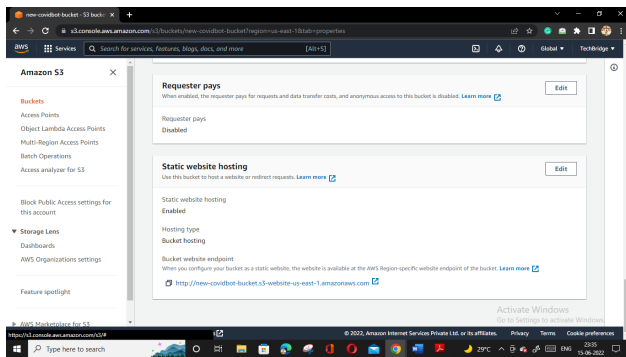 new-covidbot-bucket - S3 bucke
s3.console.aws.amazon.com/s3/buckets/new-covidbot-bucket?region=us-east-1&tab=properties
aws
Services
Search for services, features, blogs, docs, and more
[Alt+S]
Global
TechBridge
Amazon S3
Buckets
Access Points
Object Lambda Access Points
Multi-Region Access Points
Batch Operations
Access analyzer for S3
Block Public Access settings for
this account
Storage Lens
Dashboards
AWS Organizations settings
Feature spotlight
AWS Marketplace for S3
Requester pays
Edit
When enabled, the requester pays for requests and data transfer costs, and anonymous access to this bucket is disabled. Learn more
Requester pays
Disabled
Static website hosting
Edit
Use this bucket to host a website or redirect requests. Learn more
Static website hosting
Enabled
Hosting type
Bucket hosting
Bucket website endpoint
When you configure your bucket as a static website, the website is available at the AWS Region-specific website endpoint of the bucket. Learn more
http://new-covidbot-bucket.s3-website-us-east-1.amazonaws.com
Activate Windows
Go to Settings to activate Windows.
https://s3.console.aws.amazon.com/s3/#
© 2022, Amazon Internet Services Private Ltd. or its affiliates.
Privacy
Terms
Cookie preferences
Type here to search
29°C
ENG
23:35
15-06-2022